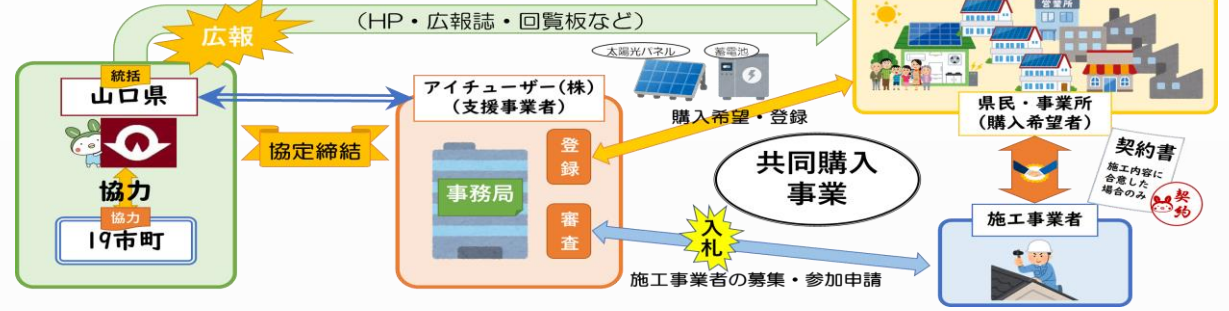 (HP・広報誌・回覧板など)
広報
営業所
太陽光パネル
蓄電池
統括
山口県
アイチューザー(株)
(支援事業者)
購入希望・登録
県民・事業所
(購入希望者)
協定締結
登録
共同購入
事業
契約書
施工内容に
合意した
場合のみ
契約
協力
事務局
協力
19市町
審査
入札
施工事業者
施工事業者の募集・参加申請